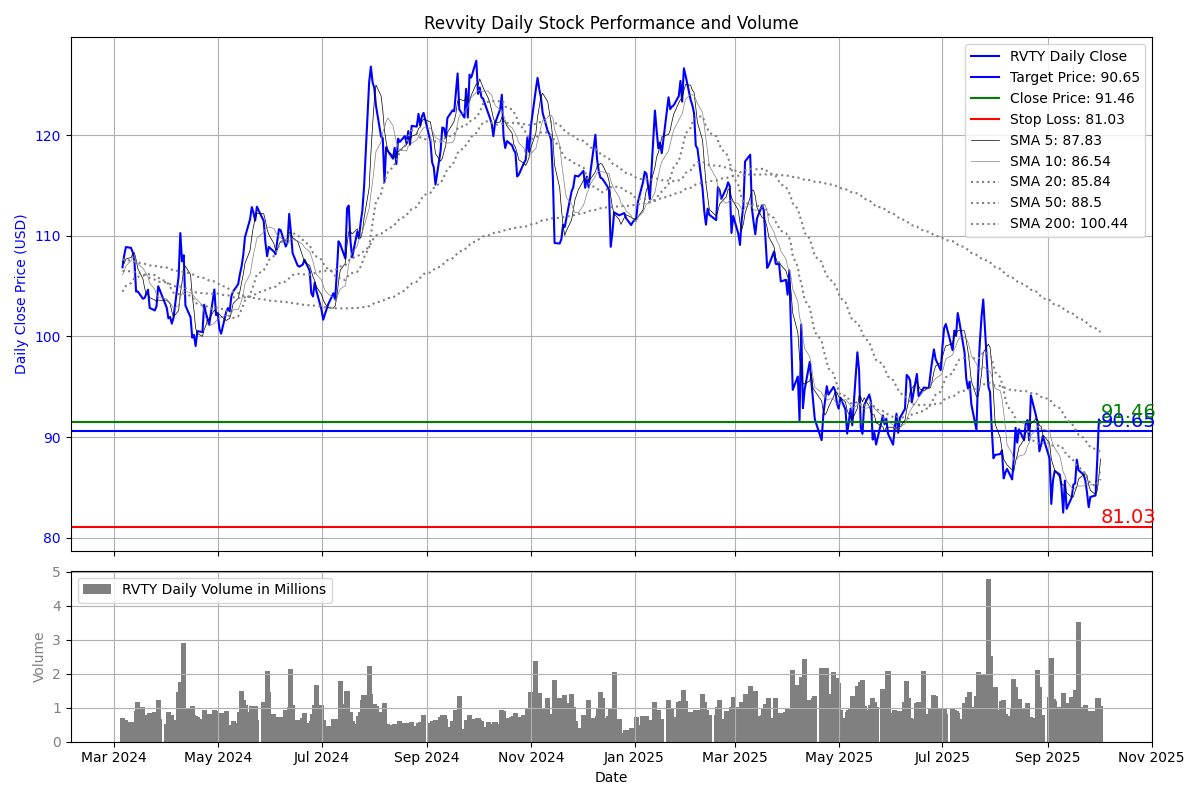 Revvity Daily Stock Performance and Volume
RVTY Daily Close
Target Price: 90.65
Close Price: 91.46
Stop Loss: 81.03
SMA 5: 87.83
SMA 10: 86.54
SMA 20: 85.84
SMA 50: 88.5
SMA 200: 100.44
Daily Close Price (USD)
120
110
100
90
80
91.46
90.65
81.03
RVTY Daily Volume in Millions
Volume
5
4
3
2
1
0
Mar 2024 May 2024 Jul 2024 Sep 2024 Nov 2024 Jan 2025 Mar 2025 May 2025 Jul 2025 Sep 2025 Nov 2025
Date